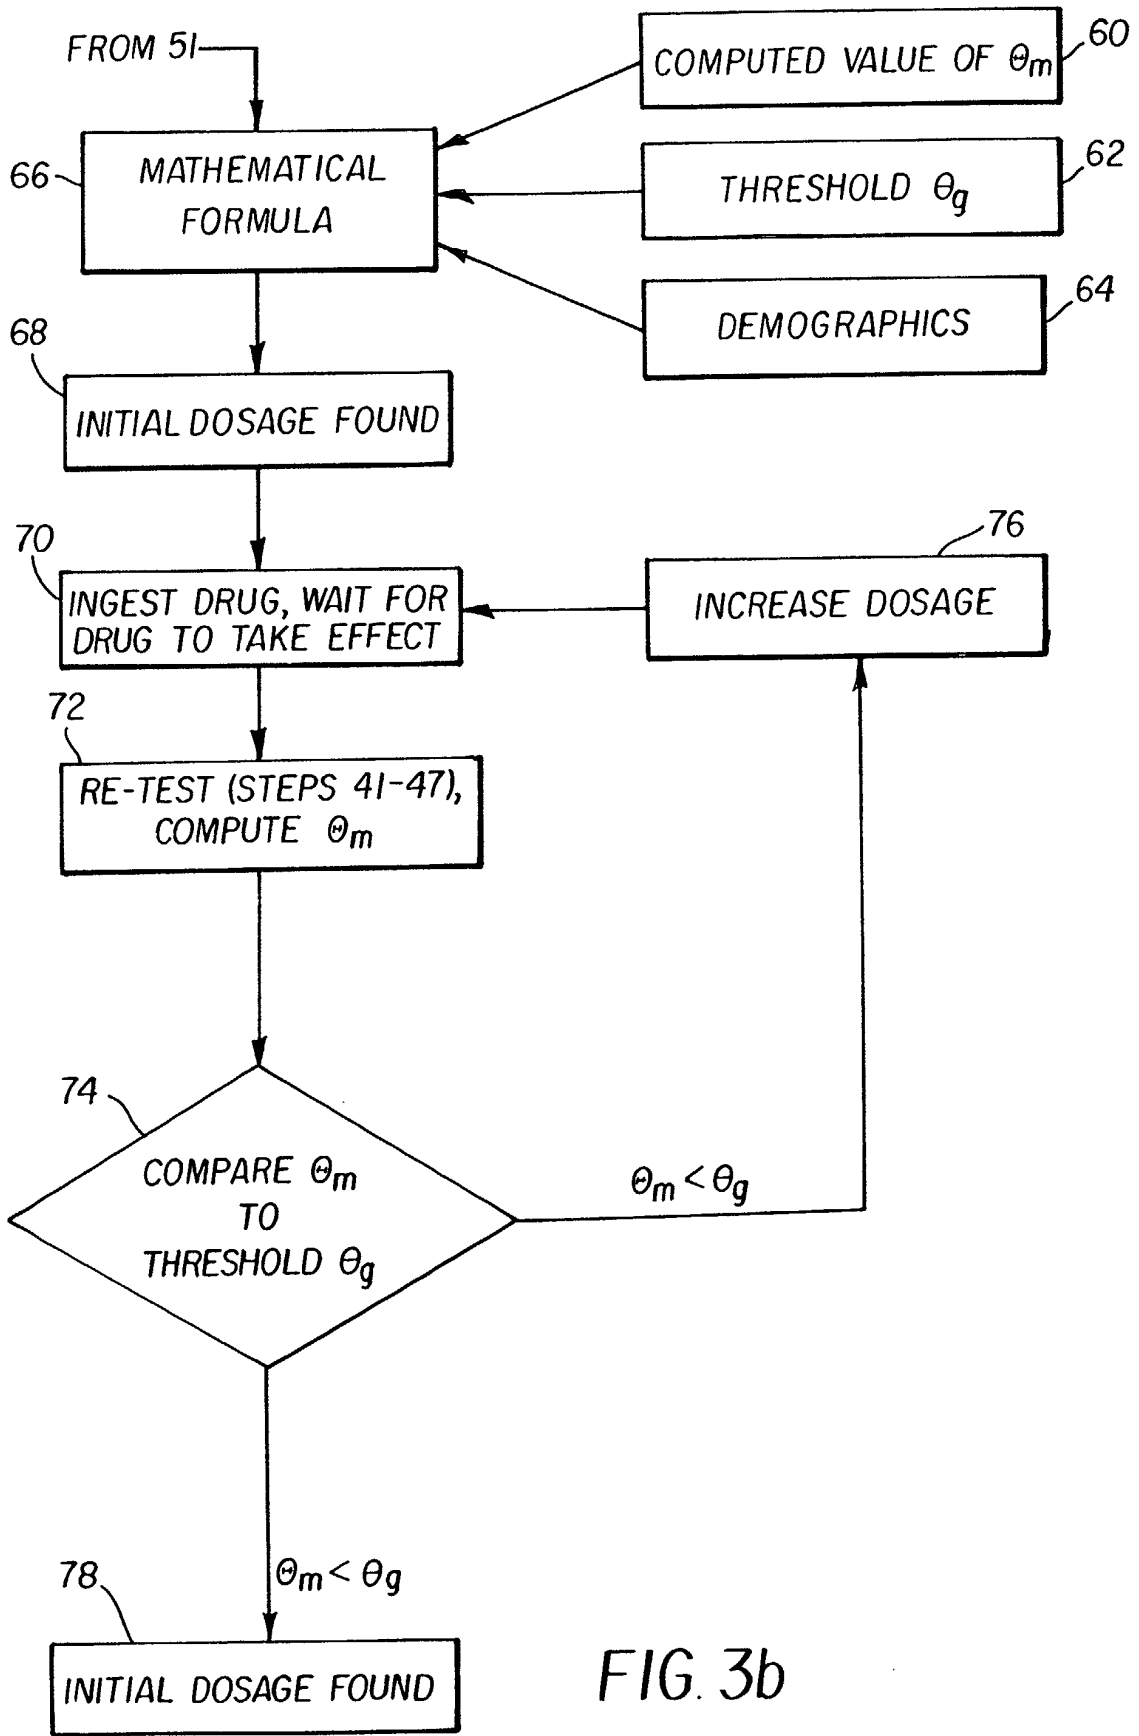 FROM 51
COMPUTED VALUE OF Θm
60
66
MATHEMATICAL
FORMULA
THRESHOLD θg
62
DEMOGRAPHICS
64
68
INITIAL DOSAGE FOUND
70
INGEST DRUG, WAIT FOR
DRUG TO TAKE EFFECT
76
INCREASE DOSAGE
72
RE-TEST (STEPS 41-47),
COMPUTE Θm
74
COMPARE Θm
TO
THRESHOLD θg
Θm < θg
Θm < θg
78
INITIAL DOSAGE FOUND
FIG. 3b